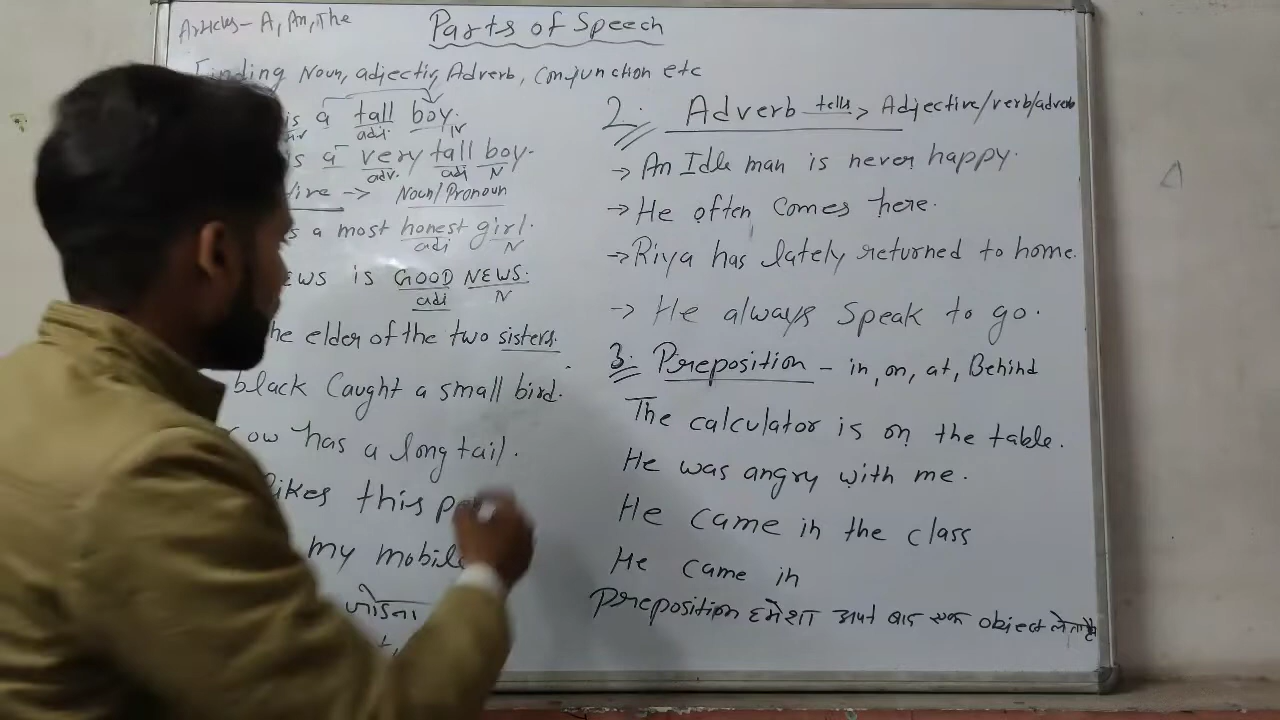 Articles - A, An, The
Parts of Speech
Finding Noun, adjectiv, Adverb, Conjunction etc
is a tall boy.
adj. N
is a very tall boy.
adv. adj N
tive -> Noun/Pronoun
is a most honest girl.
adj N
ews is GOOD NEWS.
adj N
he elder of the two sisters.
black Caught a small bird.
cow has a long tail.
likes this
my mobile
जोड़ना
2. Adverb tells > Adjective/verb/adverb
→ An Idle man is never happy.
→ He often Comes here.
→ Riya has lately returned to home.
→ He always Speak to go.
3. Preposition - in, on, at, Behind
The calculator is on the table.
He was angry with me.
He came in the class
He came in
Preposition हमेशा अपने बाद एक object लेता है